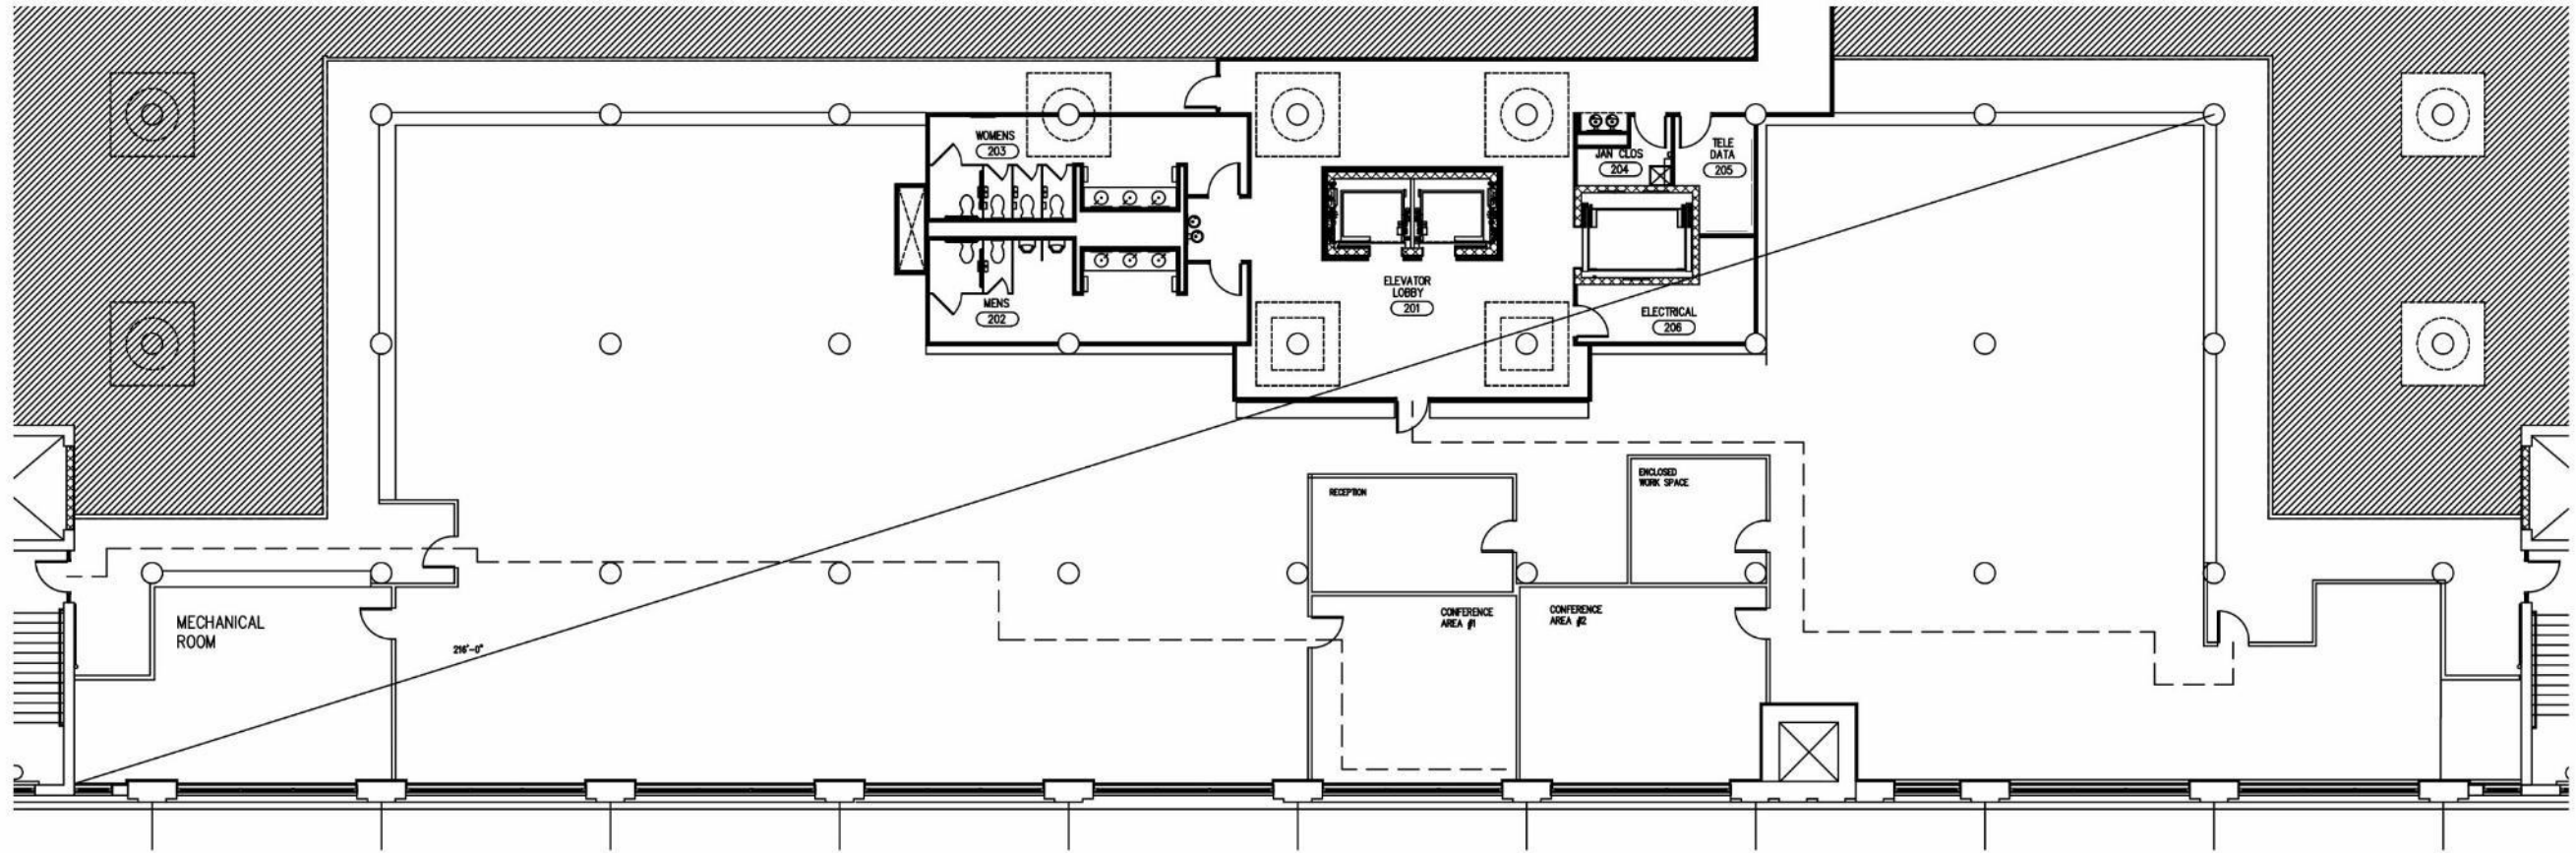 WOMENS
203
JAN CLOS
204
TELE
DATA
205
ELEVATOR
LOBBY
201
MENS
202
ELECTRICAL
206
RECEPTION
ENCLOSED
WORK SPACE
MECHANICAL
ROOM
216'-0"
CONFERENCE
AREA #1
CONFERENCE
AREA #2